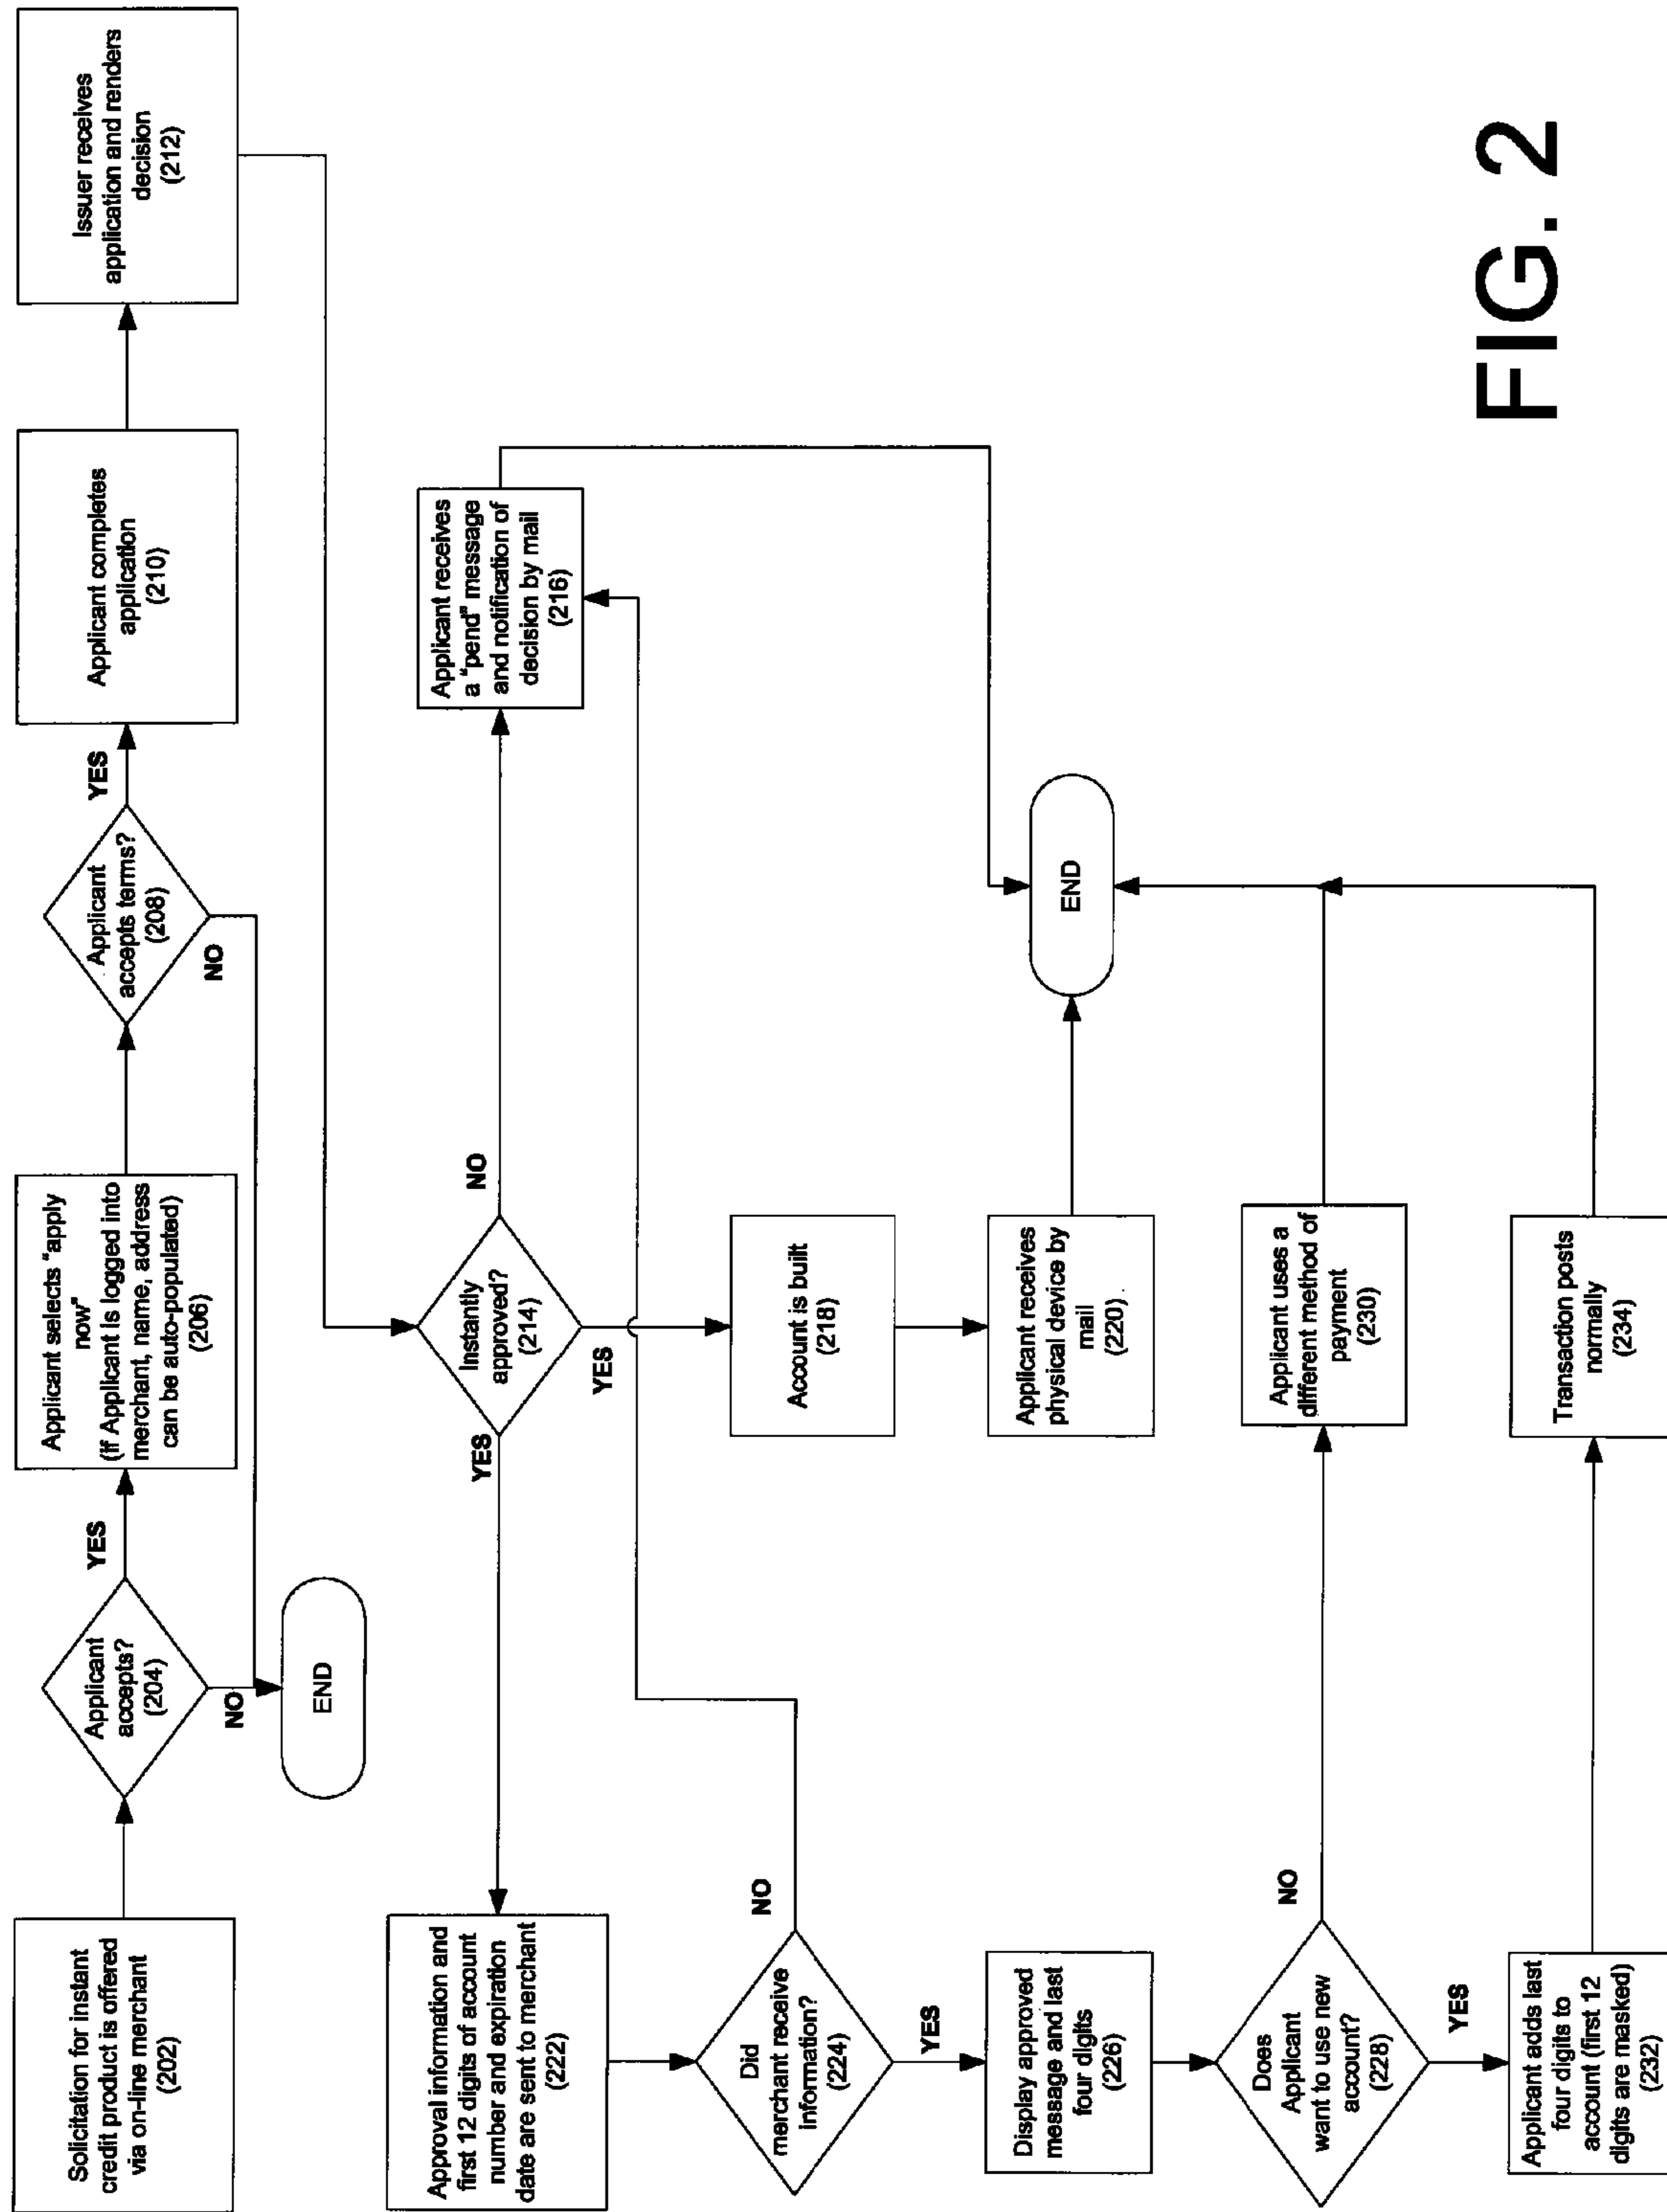 Solicitation for instant
credit product is offered
via on-line merchant
(202)
Applicant
accepts?
(204)
YES
NO
END
Applicant selects "apply
now"
(if Applicant is logged into
merchant, name, address
can be auto-populated)
(206)
Applicant
accepts terms?
(208)
YES
NO
Applicant completes
application
(210)
Issuer receives
application and renders
decision
(212)
Instantly
approved?
(214)
NO
YES
YES
Applicant receives
a "pend" message
and notification of
decision by mail
(216)
Account is built
(218)
Applicant receives
physical device by
mail
(220)
END
Approval information and
first 12 digits of account
number and expiration
date are sent to merchant
(222)
Did
merchant receive
information?
(224)
NO
YES
Display approved
message and last
four digits
(226)
Does
Applicant
want to use new
account?
(228)
NO
YES
Applicant uses a
different method of
payment
(230)
Applicant adds last
four digits to
account (first 12
digits are masked)
(232)
Transaction posts
normally
(234)
FIG. 2